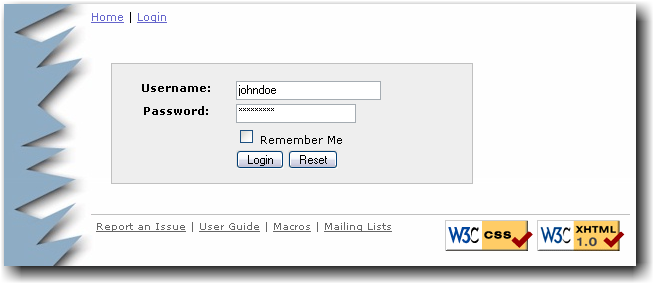 Home | Login
Username: johndoe
Password: *********
Remember Me
Login Reset
Report an Issue | User Guide | Macros | Mailing Lists
W3C CSS W3C XHTML 1.0